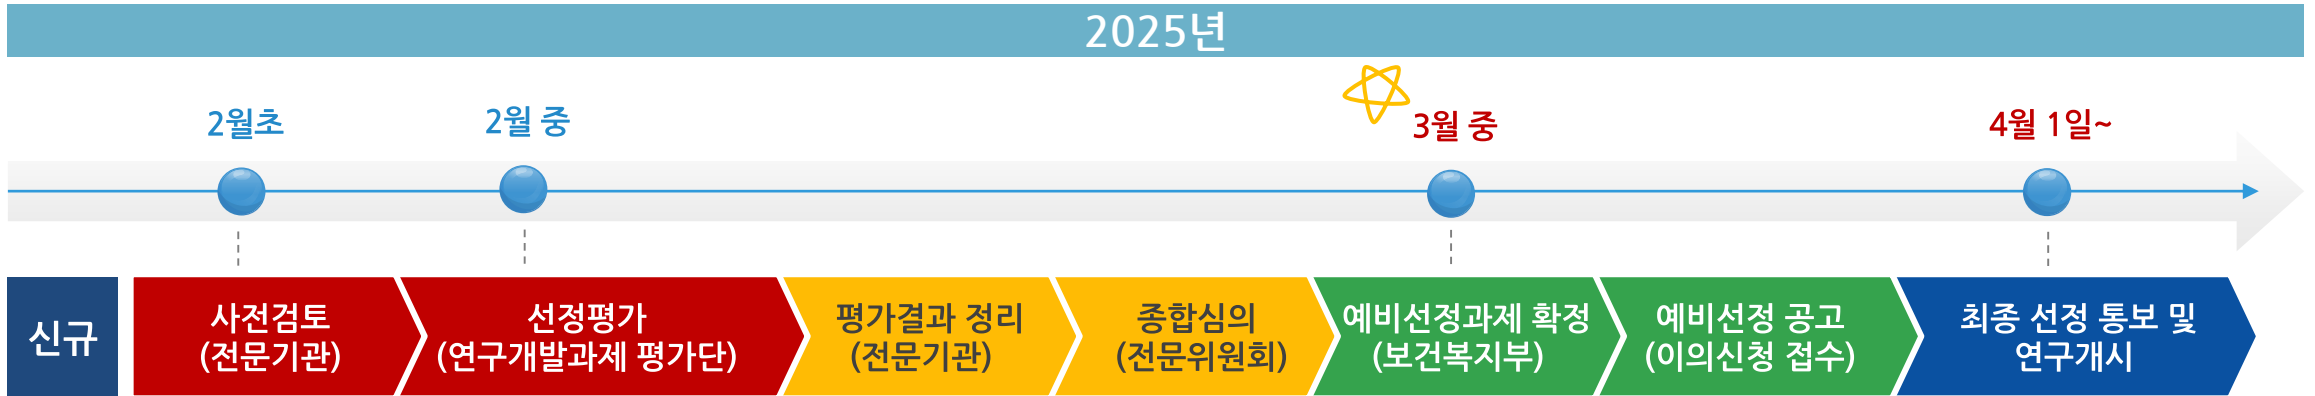 2025년
2월초
2월 중
3월 중
4월 1일~
신규
사전검토
(전문기관)
선정평가
(연구개발과제 평가단)
평가결과 정리
(전문기관)
종합심의
(전문위원회)
예비선정과제 확정
(보건복지부)
예비선정 공고
(이의신청 접수)
최종 선정 통보 및
연구개시